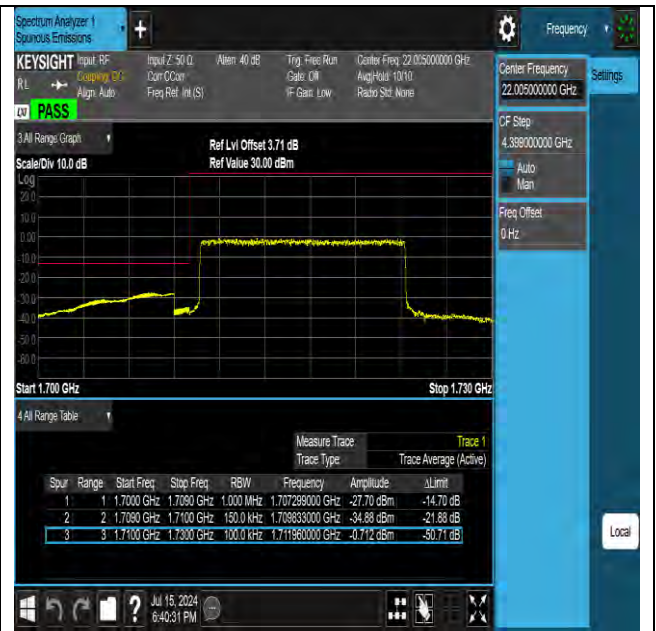 Spectrum Analyzer 1
Spurious Emissions
+
Frequency
KEYSIGHT Input: RF Input Z: 50 Ω Atten: 40 dB Trig: Free Run Center Freq: 22.005000000 GHz
RL Coupling: DC Corr CCorr Gate: Off Avg|Hold: 10/10
Align: Auto Freq Ref: Int (S) IF Gain: Low Radio Std: None
LXI PASS
Center Frequency
22.005000000 GHz
Settings
CF Step
4.399000000 GHz
Auto
Man
Freq Offset
0 Hz
3 All Range Graph
Ref Lvl Offset 3.71 dB
Scale/Div 10.0 dB Ref Value 30.00 dBm
Log
20.0
10.0
0.00
-10.0
-20.0
-30.0
-40.0
-50.0
-60.0
Start 1.700 GHz Stop 1.730 GHz
4 All Range Table
Measure Trace Trace 1
Trace Type Trace Average (Active)
Spur Range Start Freq Stop Freq RBW Frequency Amplitude ΔLimit
1 1 1.7000 GHz 1.7090 GHz 1.000 MHz 1.707299000 GHz -27.70 dBm -14.70 dB
2 2 1.7090 GHz 1.7100 GHz 150.0 kHz 1.709833000 GHz -34.88 dBm -21.88 dB
3 3 1.7100 GHz 1.7300 GHz 100.0 kHz 1.711960000 GHz -0.712 dBm -50.71 dB
Local
?
Jul 15, 2024
6:40:31 PM